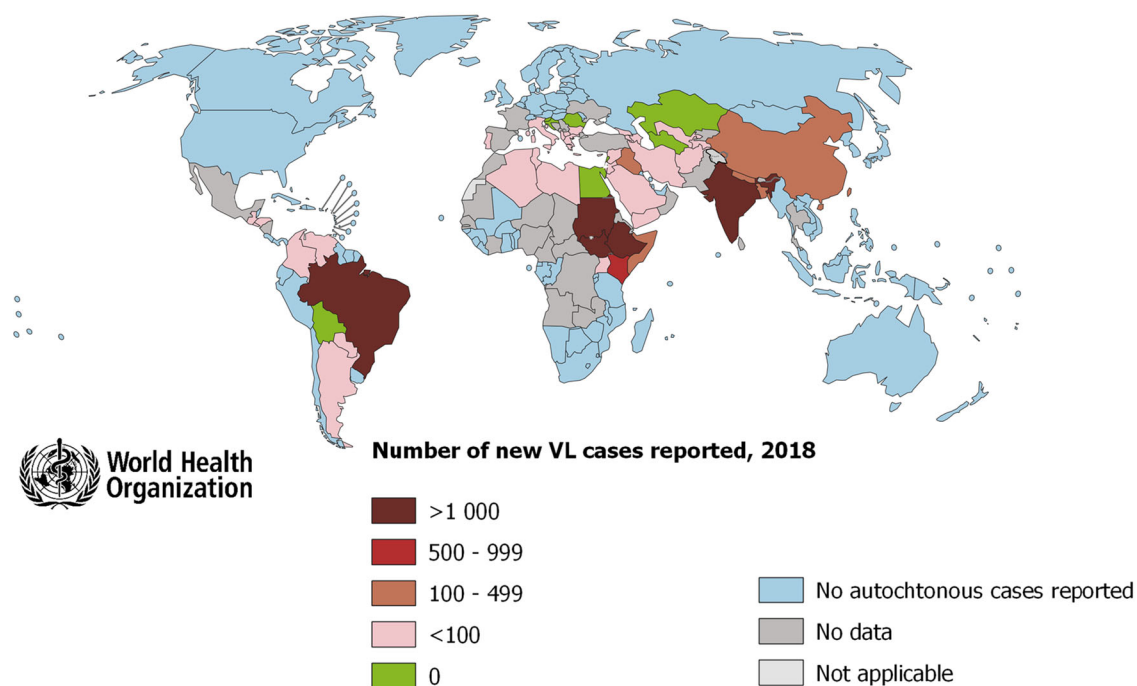 World Health
Organization
Number of new VL cases reported, 2018
>1 000
500 - 999
100 - 499
<100
0
No autochtonous cases reported
No data
Not applicable